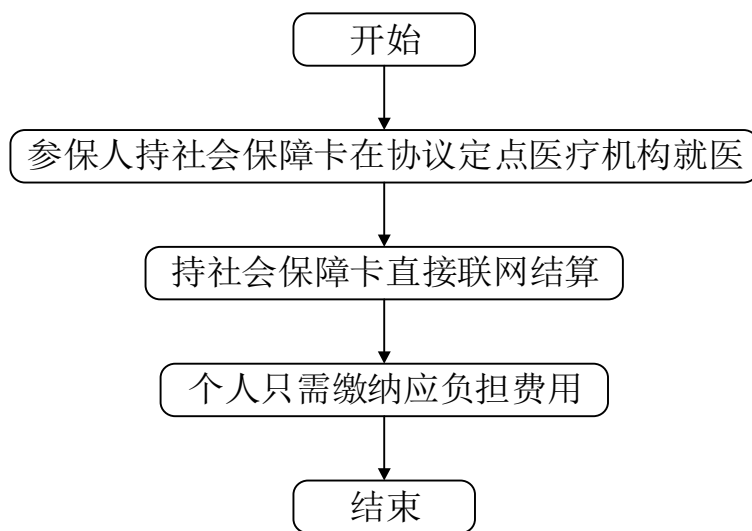 开始
参保人持社会保障卡在协议定点医疗机构就医
持社会保障卡直接联网结算
个人只需缴纳应负担费用
结束